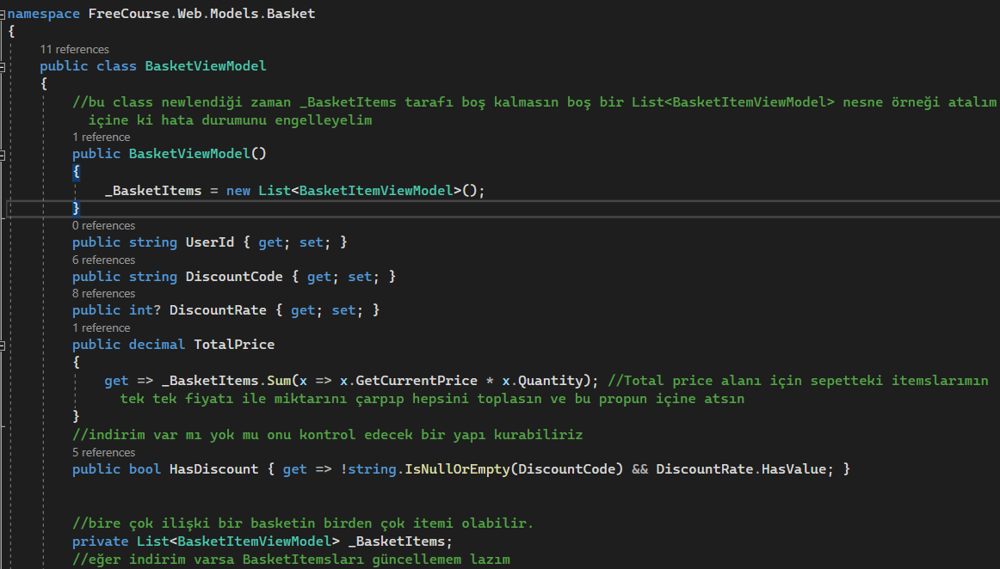 namespace FreeCourse.Web.Models.Basket
{
11 references
public class BasketViewModel
{
//bu class newlendiği zaman _BasketItems tarafı boş kalmasın boş bir List<BasketItemViewModel> nesne örneği atalım
içine ki hata durumunu engelleyelim
1 reference
public BasketViewModel()
{
_BasketItems = new List<BasketItemViewModel>();
}
0 references
public string UserId { get; set; }
6 references
public string DiscountCode { get; set; }
8 references
public int? DiscountRate { get; set; }
1 reference
public decimal TotalPrice
{
get => _BasketItems.Sum(x => x.GetCurrentPrice * x.Quantity); //Total price alanı için sepetteki itemslarımın
tek tek fiyatı ile miktarını çarpıp hepsini toplasın ve bu propun içine atsın
}
//indirim var mı yok mu onu kontrol edecek bir yapı kurabiliriz
5 references
public bool HasDiscount { get => !string.IsNullOrEmpty(DiscountCode) && DiscountRate.HasValue; }
//bire çok ilişki bir basketin birden çok itemi olabilir.
private List<BasketItemViewModel> _BasketItems;
//eğer indirim varsa BasketItemsları güncellemem lazım